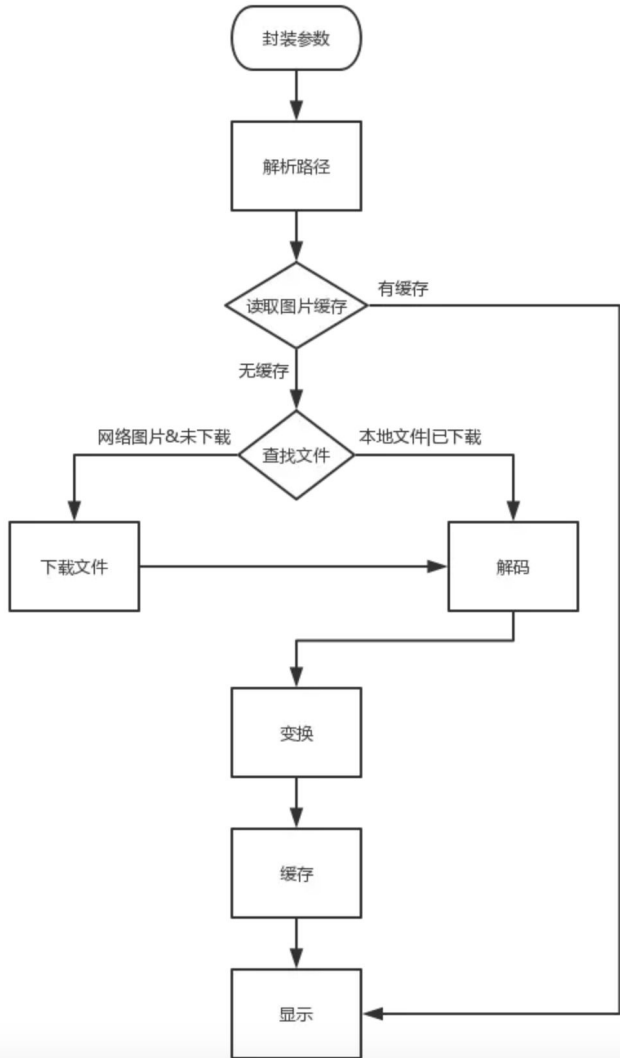 封装参数
解析路径
读取图片缓存
有缓存
无缓存
网络图片&未下载
本地文件|已下载
查找文件
下载文件
解码
变换
缓存
显示